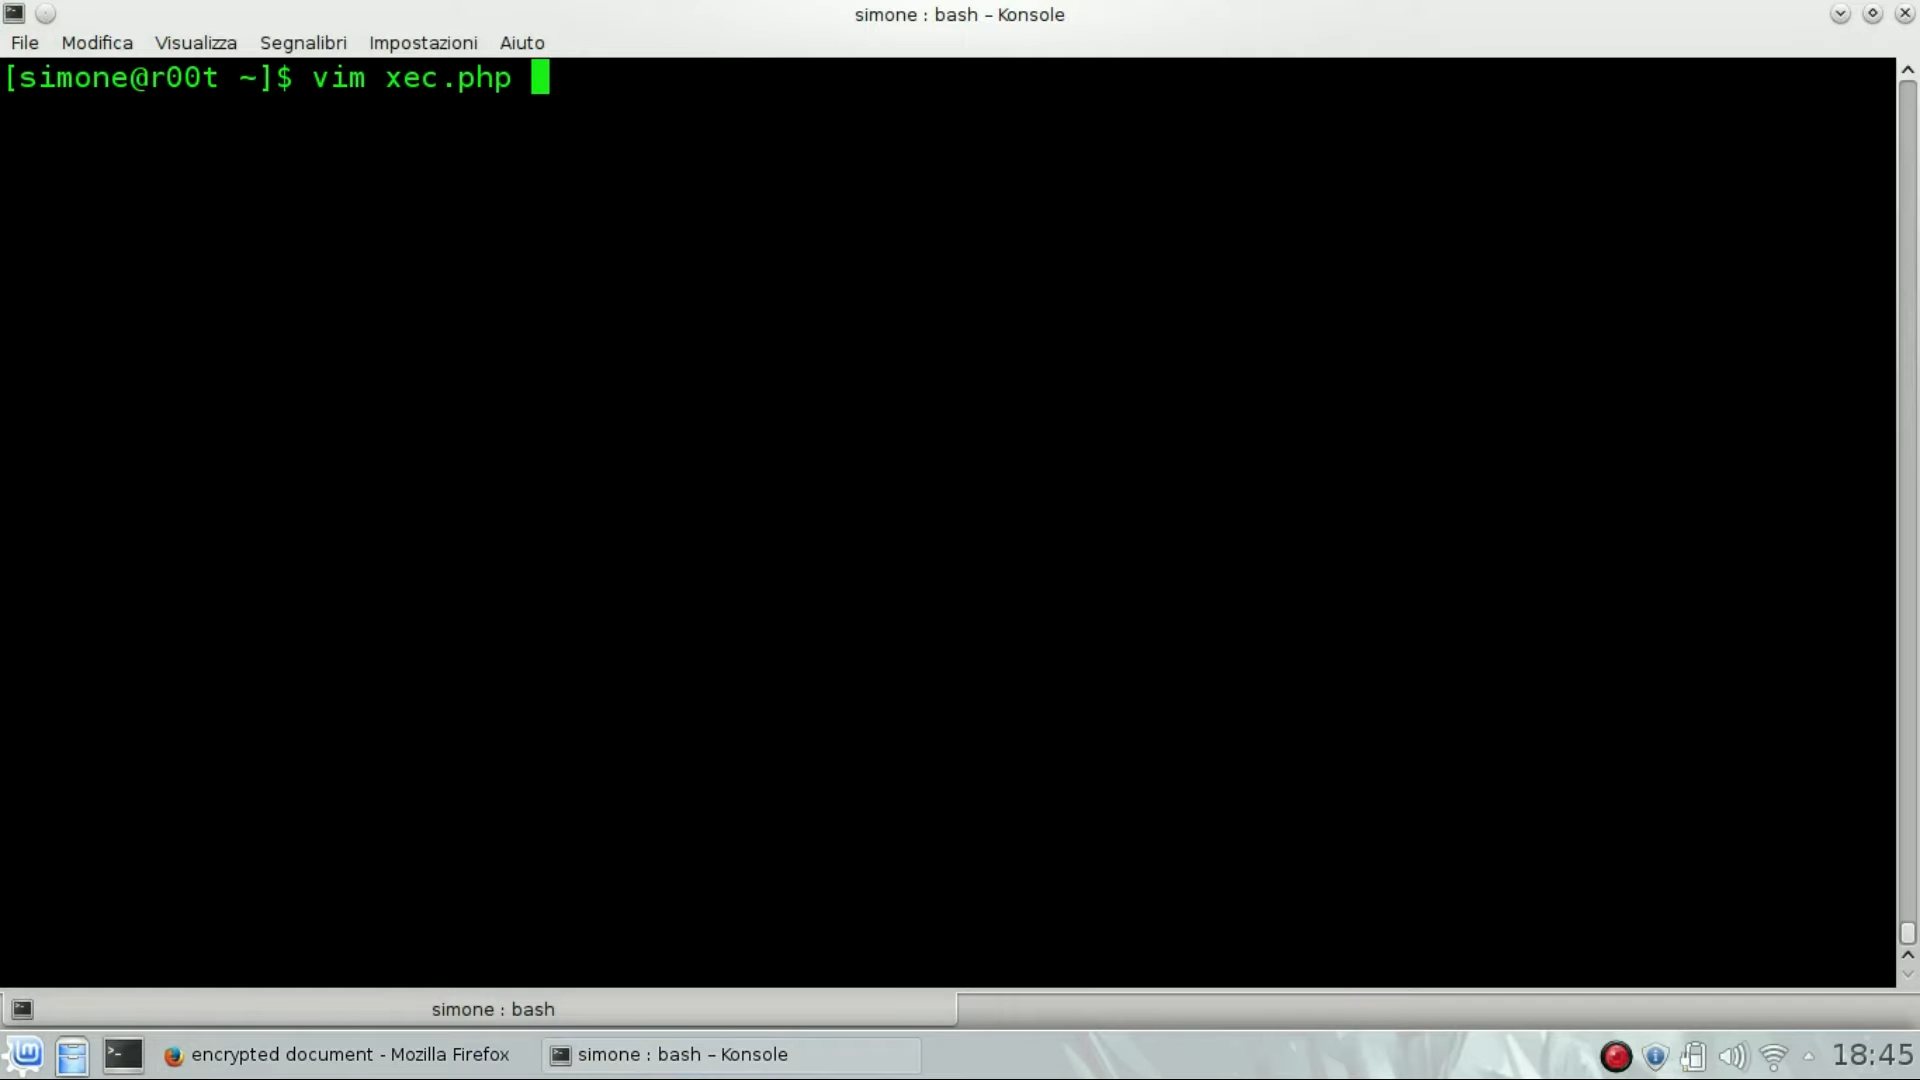 simone : bash – Konsole
File Modifica Visualizza Segnalibri Impostazioni Aiuto
[simone@r00t ~]$ vim xec.php
simone : bash
encrypted document - Mozilla Firefox simone : bash – Konsole 18:45